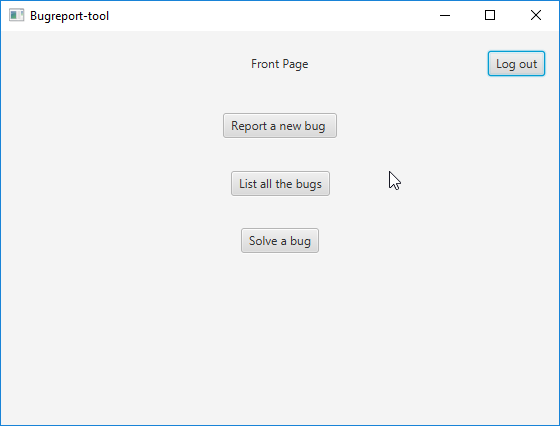 Bugreport-tool
Front Page
Log out
Report a new bug
List all the bugs
Solve a bug